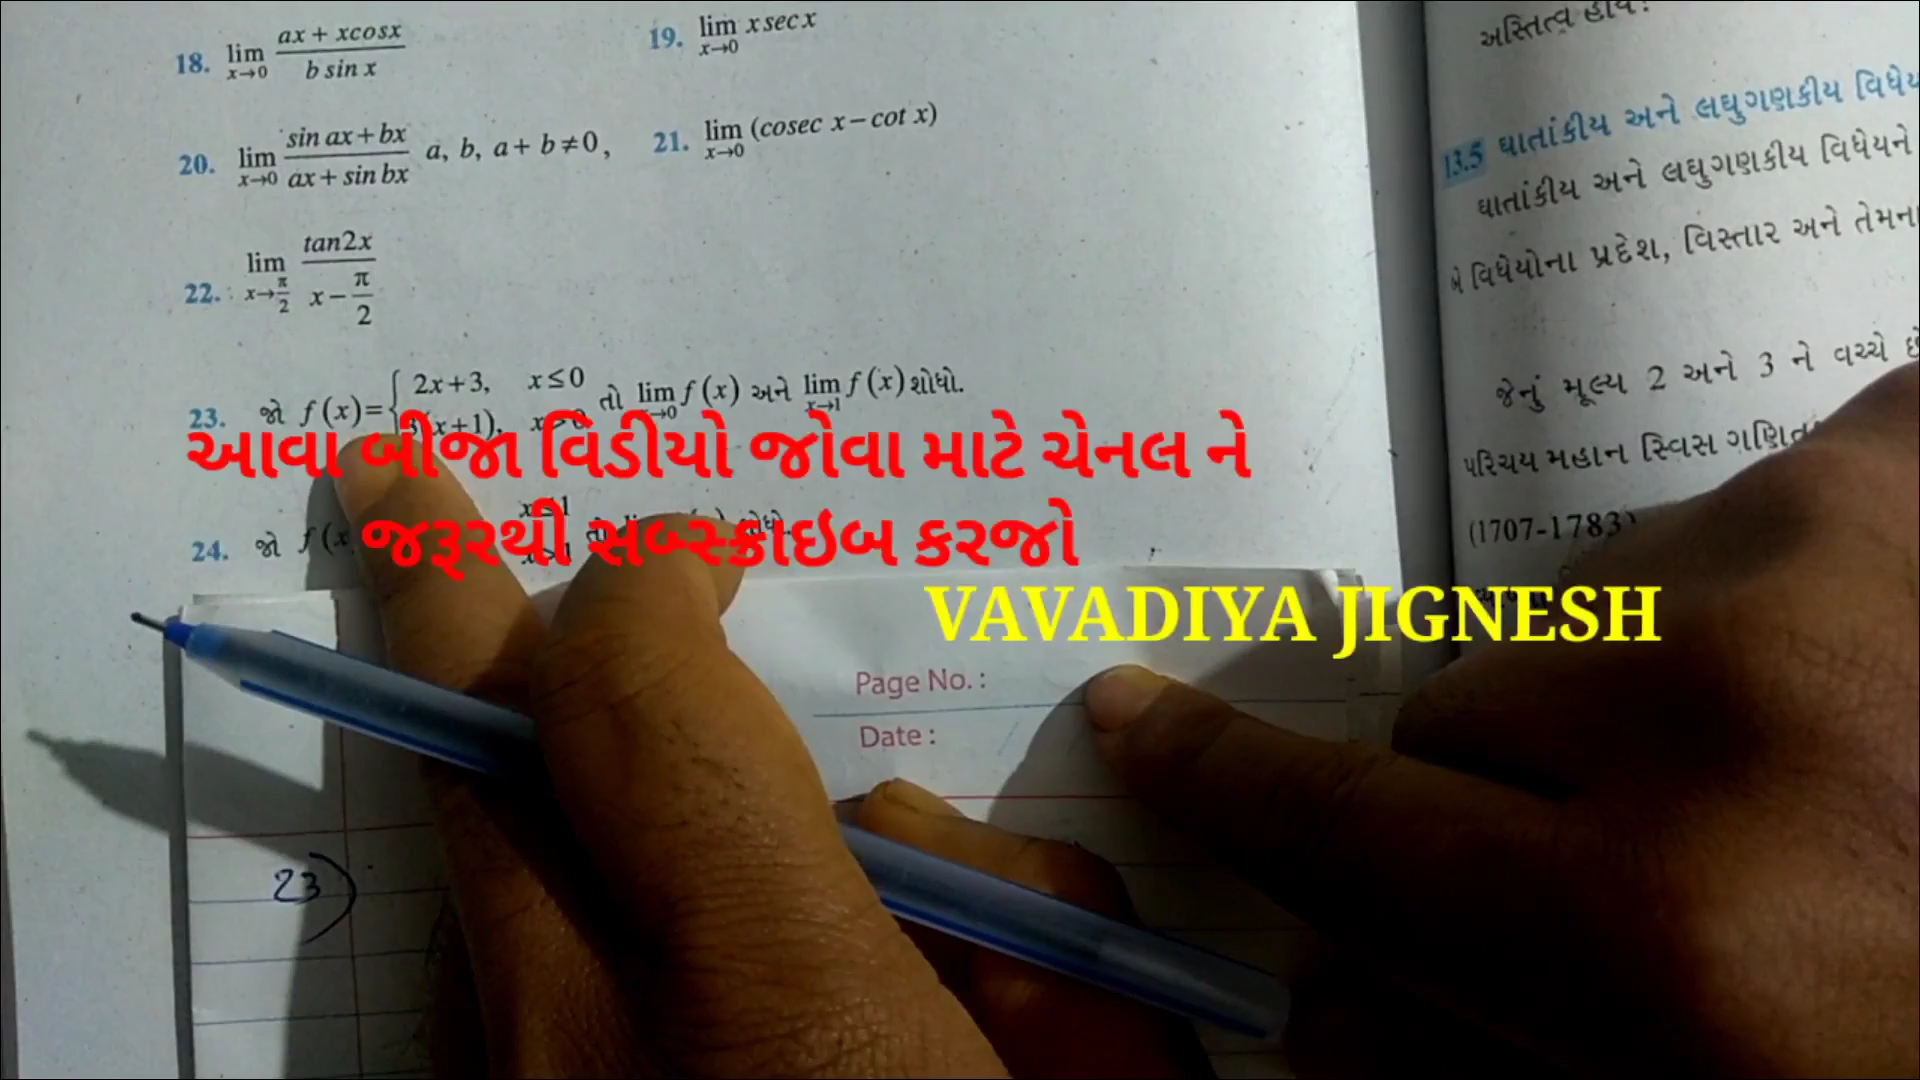 18. lim x→0 ax + xcosx / b sin x
19. lim x→0 x sec x
20. lim x→0 sin ax + bx / ax + sin bx a, b, a + b ≠ 0,
21. lim x→0 (cosec x − cot x)
22. lim x→π/2 tan2x / x − π/2
23. જો f(x) = { 2x+3, x ≤ 0
(x+1), x > 0 તો lim x→0 f(x) અને lim x→1 f(x) શોધો.
આવા બીજા વિડીયો જોવા માટે ચેનલ ને
જરૂરથી સબ્સ્ક્રાઇબ કરજો
24. જો f(x
VAVADIYA JIGNESH
Page No. :
Date :
23)
અસ્તિત્વ હોય?
13.5 ઘાતાંકીય અને લઘુગણકીય
ઘાતાંકીય અને લઘુગણકીય વિધેયને
બે વિધેયોના પ્રદેશ, વિસ્તાર અને તેમના
જેનું મૂલ્ય 2 અને 3 ને વચ્ચે છે
પરિચય મહાન સ્વિસ
(1707-1783)